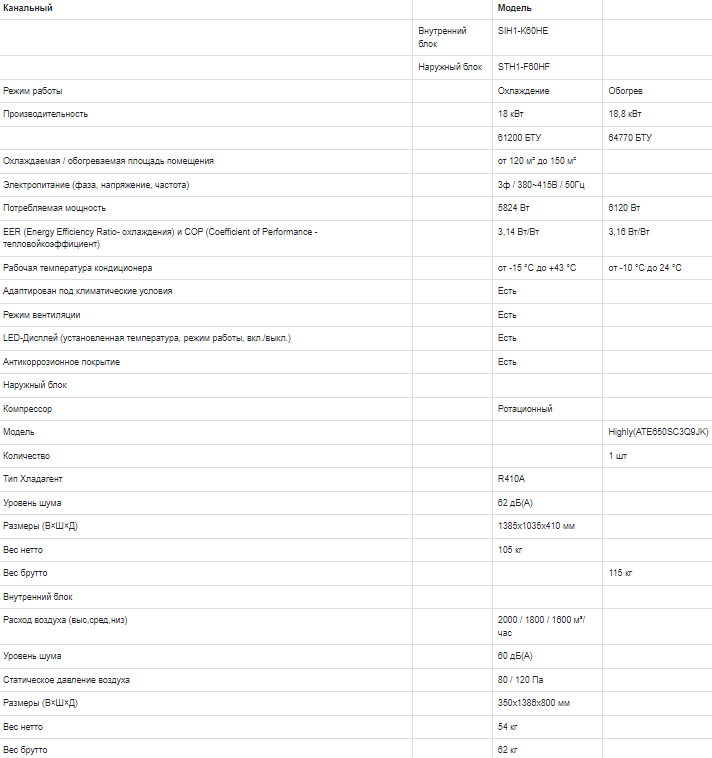 Канальный Модель
Внутренний блок SIH1-K60HE
Наружный блок STH1-F60HF
Режим работы Охлаждение Обогрев
Производительность 18 кВт 18,8 кВт
61200 БТУ 64770 БТУ
Охлаждаемая / обогреваемая площадь помещения от 120 м² до 150 м²
Электропитание (фаза, напряжение, частота) 3ф / 380~415В / 50Гц
Потребляемая мощность 5824 Вт 6120 Вт
EER (Energy Efficiency Ratio- охлаждения) и COP (Coefficient of Performance -
тепловойкоэффициент) 3,14 Вт/Вт 3,16 Вт/Вт
Рабочая температура кондиционера от -15 °С до +43 °С от -10 °С до 24 °С
Адаптирован под климатические условия Есть
Режим вентиляции Есть
LED-Дисплей (установленная температура, режим работы, вкл./выкл.) Есть
Антикоррозионное покрытие Есть
Наружный блок
Компрессор Ротационный
Модель Highly(ATE650SC3Q9JK)
Количество 1 шт
Тип Хладагент R410A
Уровень шума 62 дБ(А)
Размеры (В×Ш×Д) 1385x1035x410 мм
Вес нетто 105 кг
Вес брутто 115 кг
Внутренний блок
Расход воздуха (выс,сред,низ) 2000 / 1800 / 1600 м³/
час
Уровень шума 60 дБ(А)
Статическое давление воздуха 80 / 120 Па
Размеры (В×Ш×Д) 350x1386x800 мм
Вес нетто 54 кг
Вес брутто 62 кг